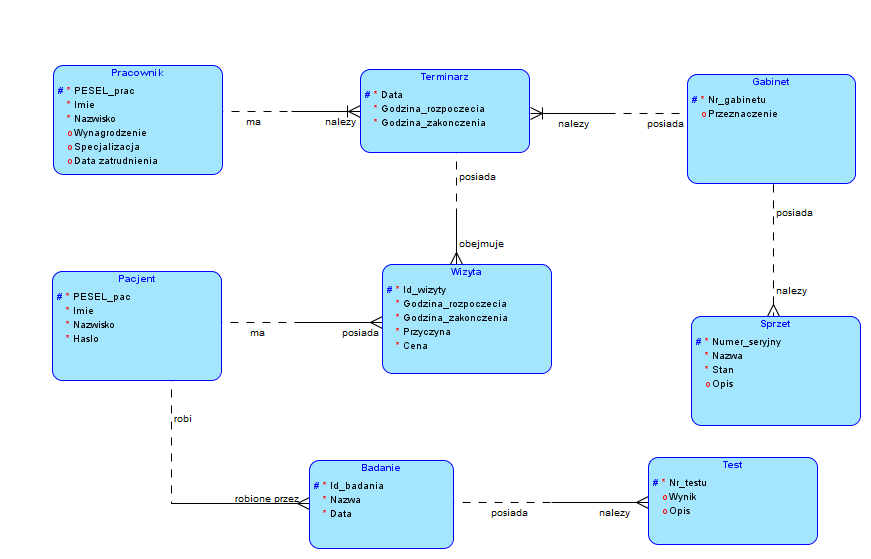 Pracownik
# * PESEL_prac
* Imie
* Nazwisko
o Wynagrodzenie
o Specjalizacja
o Data zatrudnienia
ma
nalezy
Terminarz
# * Data
* Godzina_rozpoczecia
* Godzina_zakonczenia
nalezy
posiada
Gabinet
# * Nr_gabinetu
o Przeznaczenie
posiada
obejmuje
posiada
nalezy
Pacjent
# * PESEL_pac
* Imie
* Nazwisko
* Haslo
ma
posiada
Wizyta
# * Id_wizyty
* Godzina_rozpoczecia
* Godzina_zakonczenia
* Przyczyna
* Cena
Sprzet
# * Numer_seryjny
* Nazwa
* Stan
o Opis
robi
robione przez
Badanie
# * Id_badania
* Nazwa
* Data
posiada
nalezy
Test
# * Nr_testu
o Wynik
o Opis